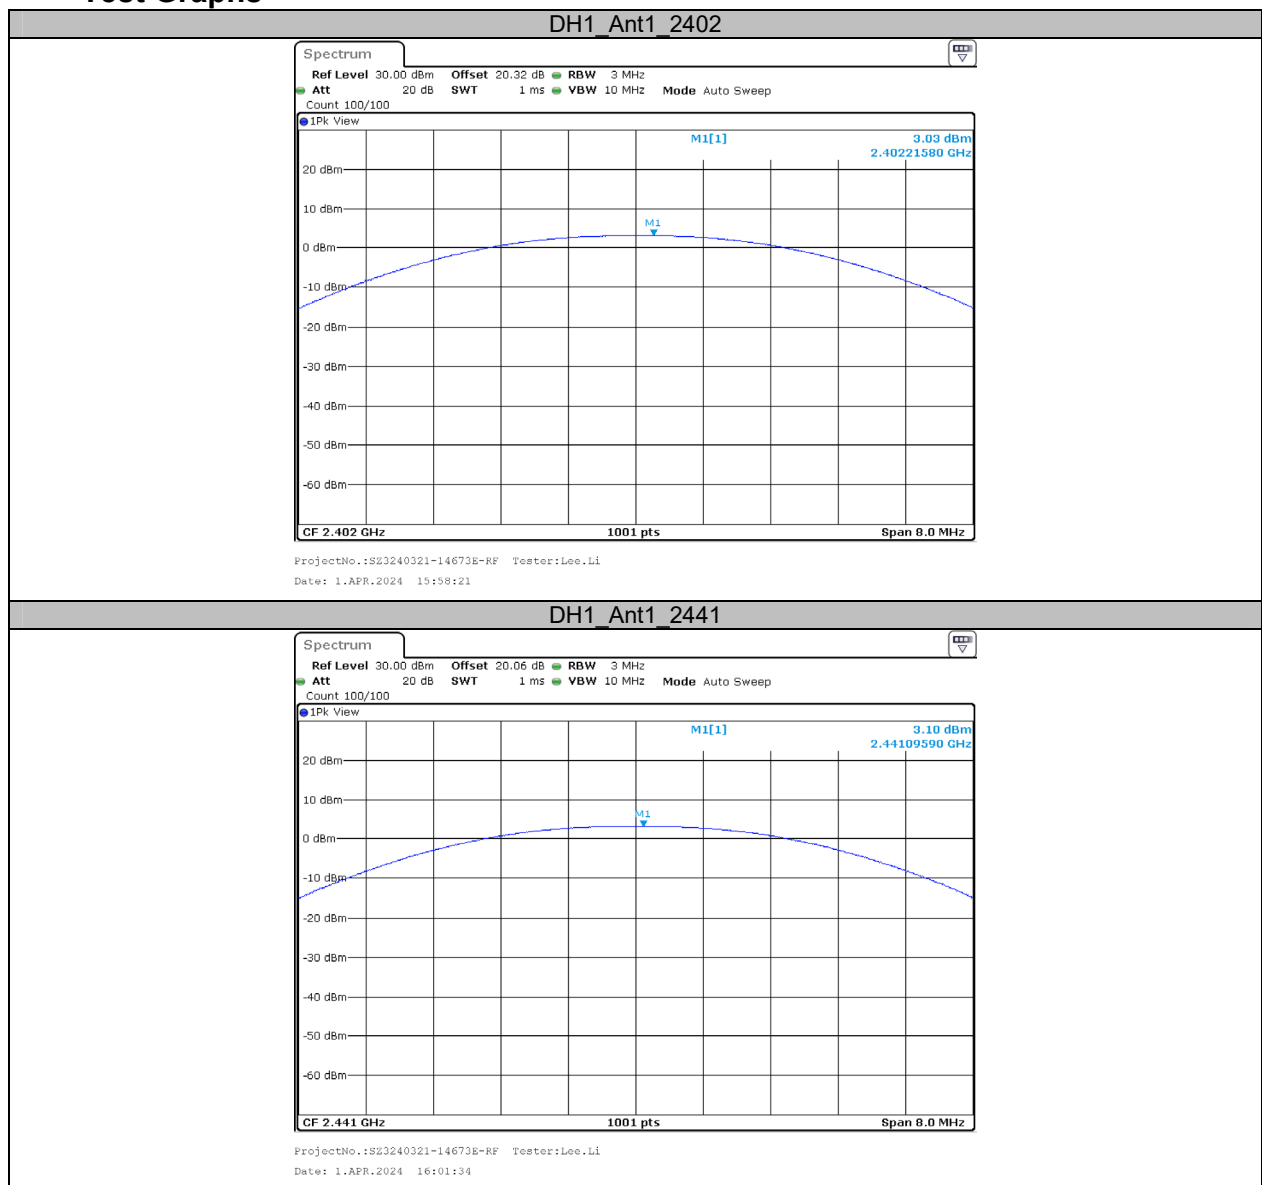 Test Graphs
DH1_Ant1_2402
Spectrum
Ref Level 30.00 dBm Offset 20.32 dB RBW 3 MHz
Att 20 dB SWT 1 ms VBW 10 MHz Mode Auto Sweep
Count 100/100
1Pk View
M1[1] 3.03 dBm
2.40221580 GHz
20 dBm
10 dBm
M1
0 dBm
-10 dBm
-20 dBm
-30 dBm
-40 dBm
-50 dBm
-60 dBm
CF 2.402 GHz 1001 pts Span 8.0 MHz
ProjectNo.:SZ3240321-14673E-RF Tester:Lee.Li
Date: 1.APR.2024 15:58:21
DH1_Ant1_2441
Spectrum
Ref Level 30.00 dBm Offset 20.06 dB RBW 3 MHz
Att 20 dB SWT 1 ms VBW 10 MHz Mode Auto Sweep
Count 100/100
1Pk View
M1[1] 3.10 dBm
2.44109590 GHz
20 dBm
10 dBm
M1
0 dBm
-10 dBm
-20 dBm
-30 dBm
-40 dBm
-50 dBm
-60 dBm
CF 2.441 GHz 1001 pts Span 8.0 MHz
ProjectNo.:SZ3240321-14673E-RF Tester:Lee.Li
Date: 1.APR.2024 16:01:34